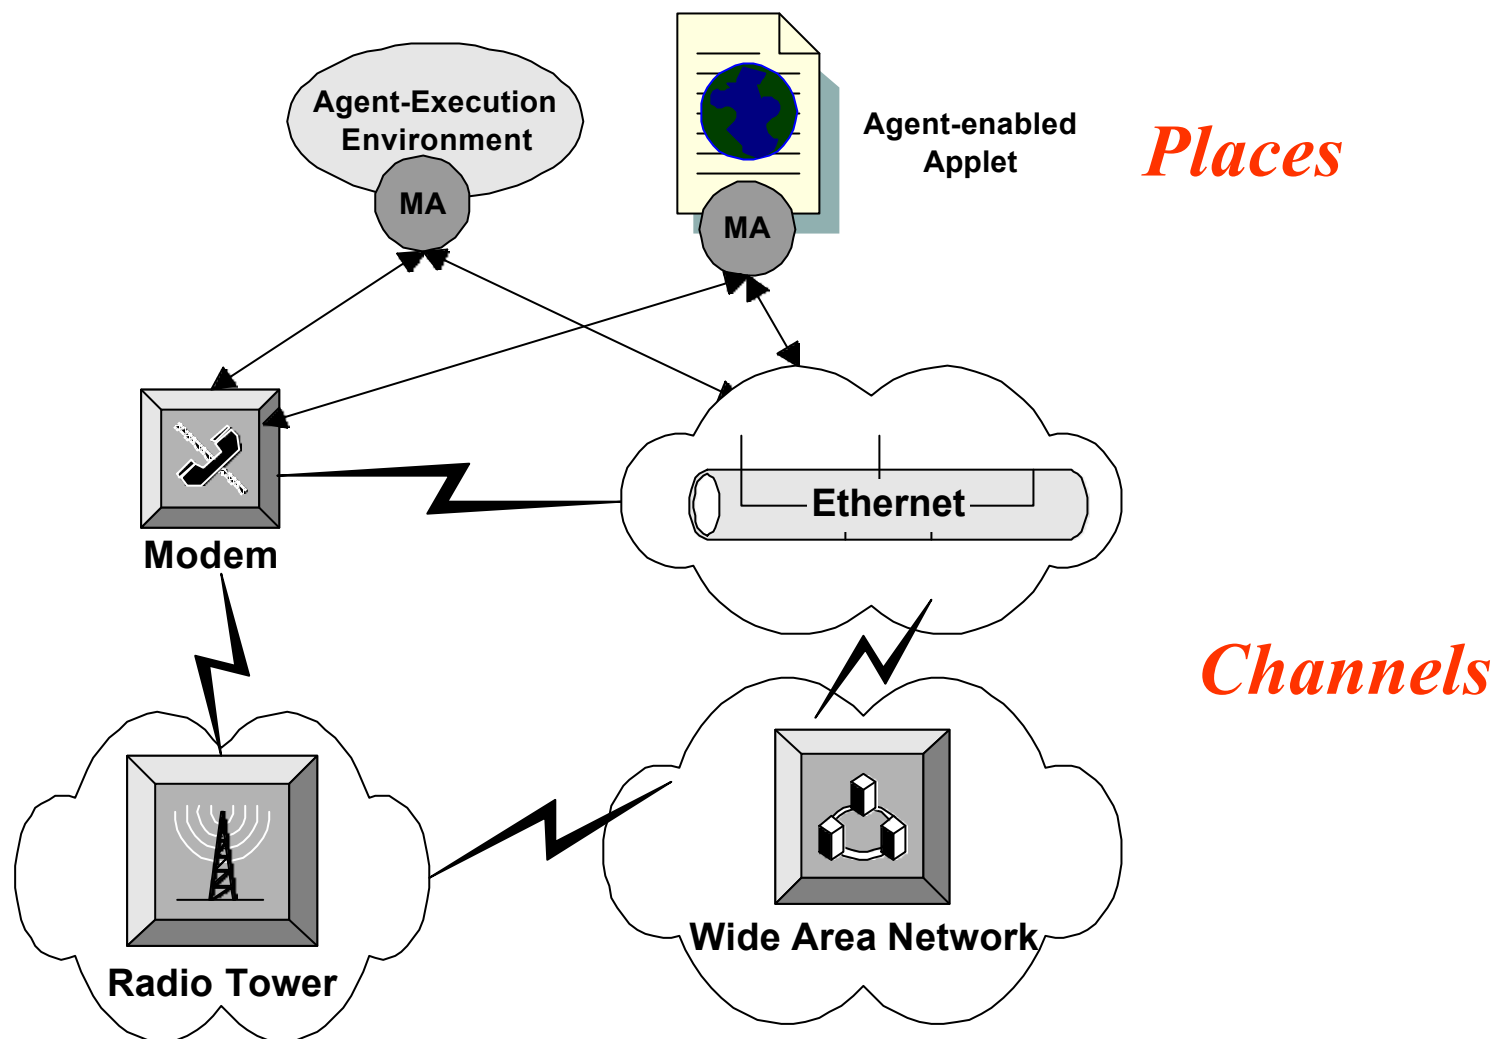 Agent-Execution
Environment
MA
Agent-enabled
Applet
MA
Places
Ethernet
Modem
Channels
Wide Area Network
Radio Tower